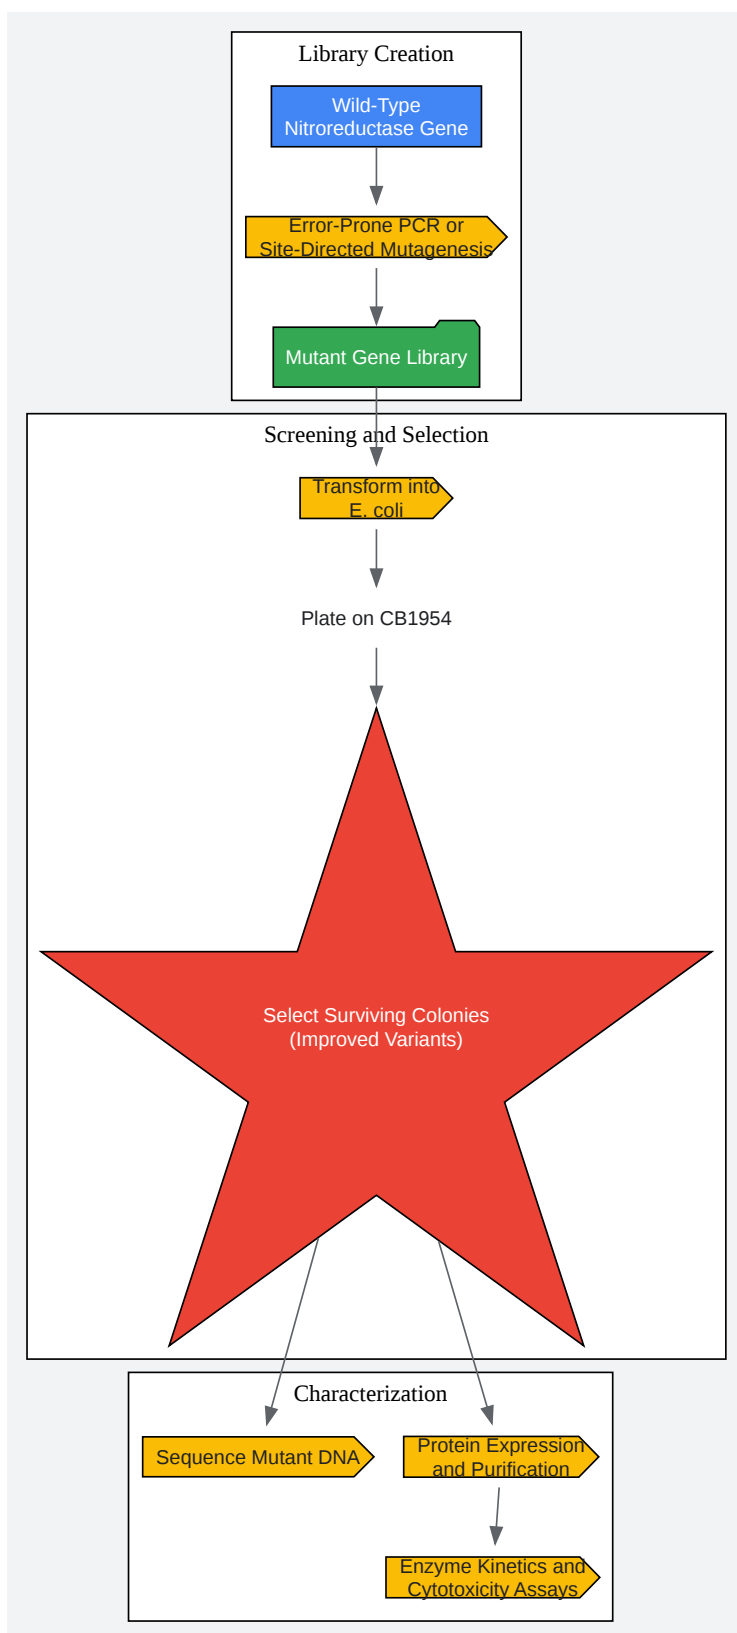 Library Creation
Wild-Type
Nitroreductase Gene
Error-Prone PCR or
Site-Directed Mutagenesis
Mutant Gene Library
Screening and Selection
Transform into
E. coli
Plate on CB1954
Select Surviving Colonies
(Improved Variants)
Characterization
Sequence Mutant DNA
Protein Expression
and Purification
Enzyme Kinetics and
Cytotoxicity Assays